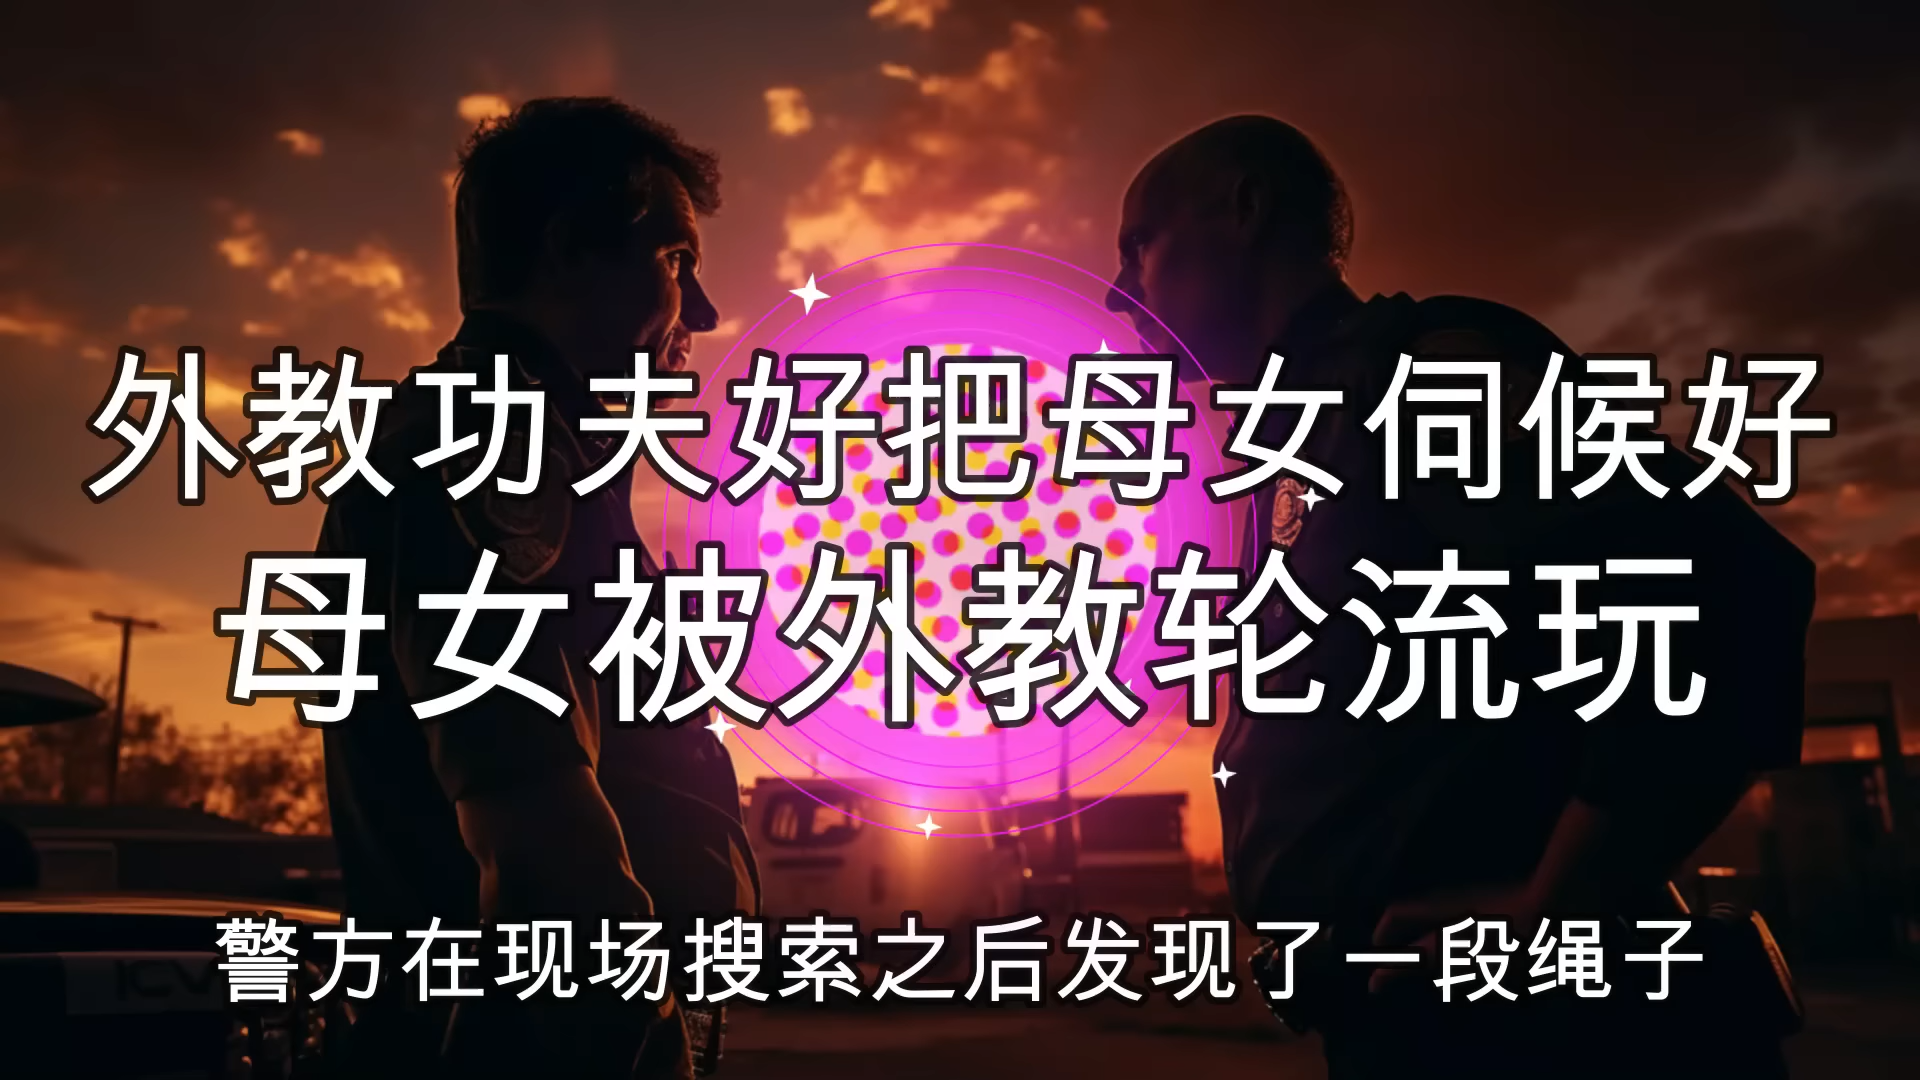 外教功夫好把母女伺候好
母女被外教轮流玩
警方在现场搜索之后发现了一段绳子